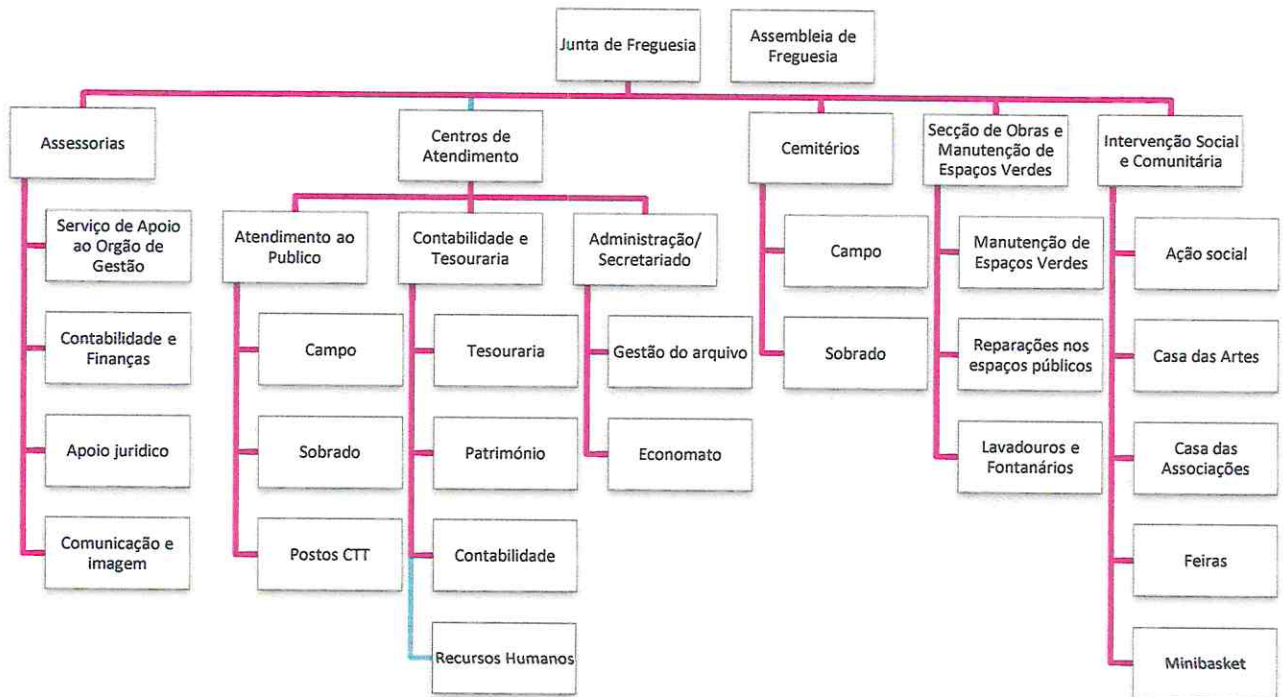 Junta de Freguesia
Assembleia de
Freguesia
Assessorias
Centros de
Atendimento
Cemitérios
Secção de Obras e
Manutenção de
Espaços Verdes
Intervenção Social
e Comunitária
Serviço de Apoio
ao Orgão de
Gestão
Contabilidade e
Finanças
Apoio juridico
Comunicação e
imagem
Atendimento ao
Publico
Campo
Sobrado
Postos CTT
Contabilidade e
Tesouraria
Tesouraria
Património
Contabilidade
Recursos Humanos
Administração/
Secretariado
Gestão do arquivo
Economato
Campo
Sobrado
Manutenção de
Espaços Verdes
Reparações nos
espaços públicos
Lavadouros e
Fontanários
Ação social
Casa das Artes
Casa das
Associações
Feiras
Minibasket